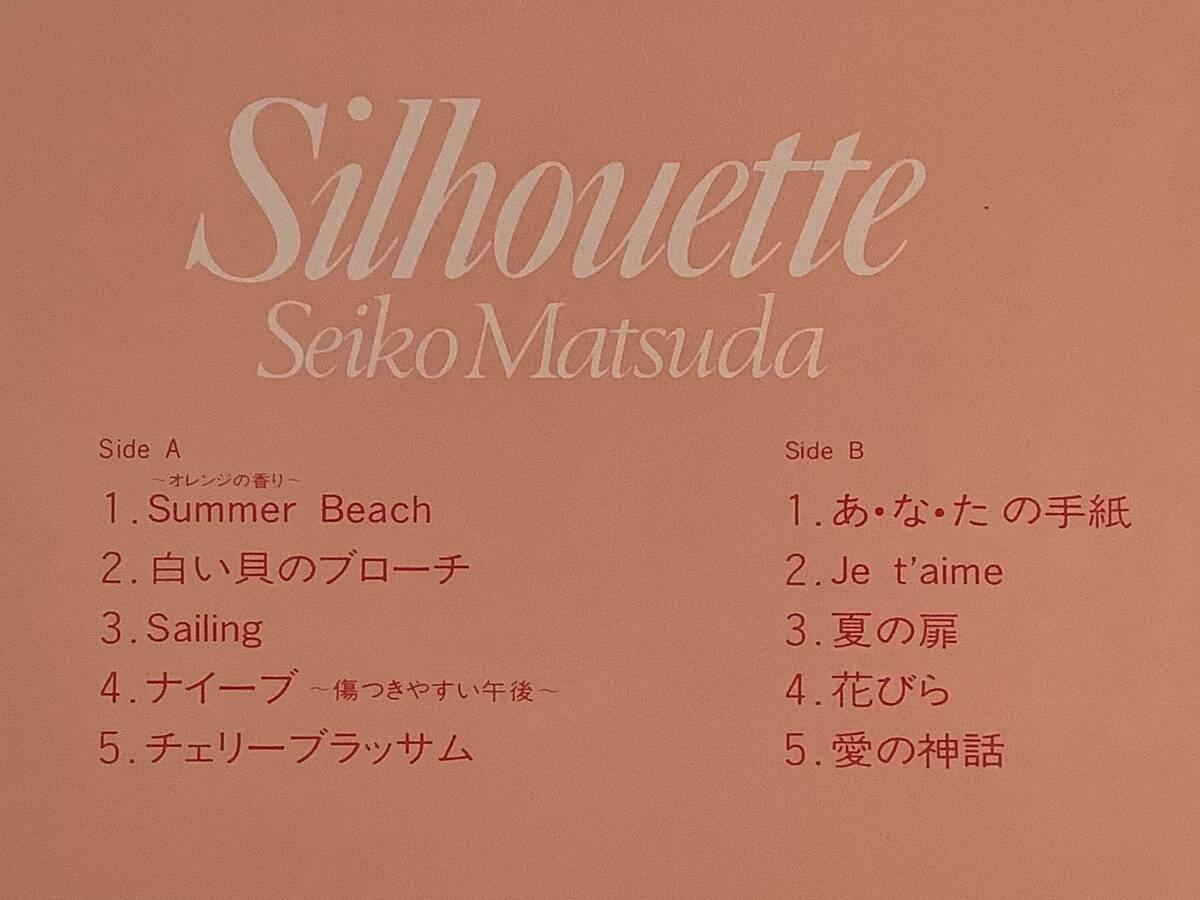 Silhouette
Seiko Matsuda
Side A
～オレンジの香り～
1. Summer Beach
2. 白い貝のブローチ
3. Sailing
4. ナイーブ ～傷つきやすい午後～
5. チェリーブラッサム
Side B
1. あ・な・た の手紙
2. Je t'aime
3. 夏の扉
4. 花びら
5. 愛の神話